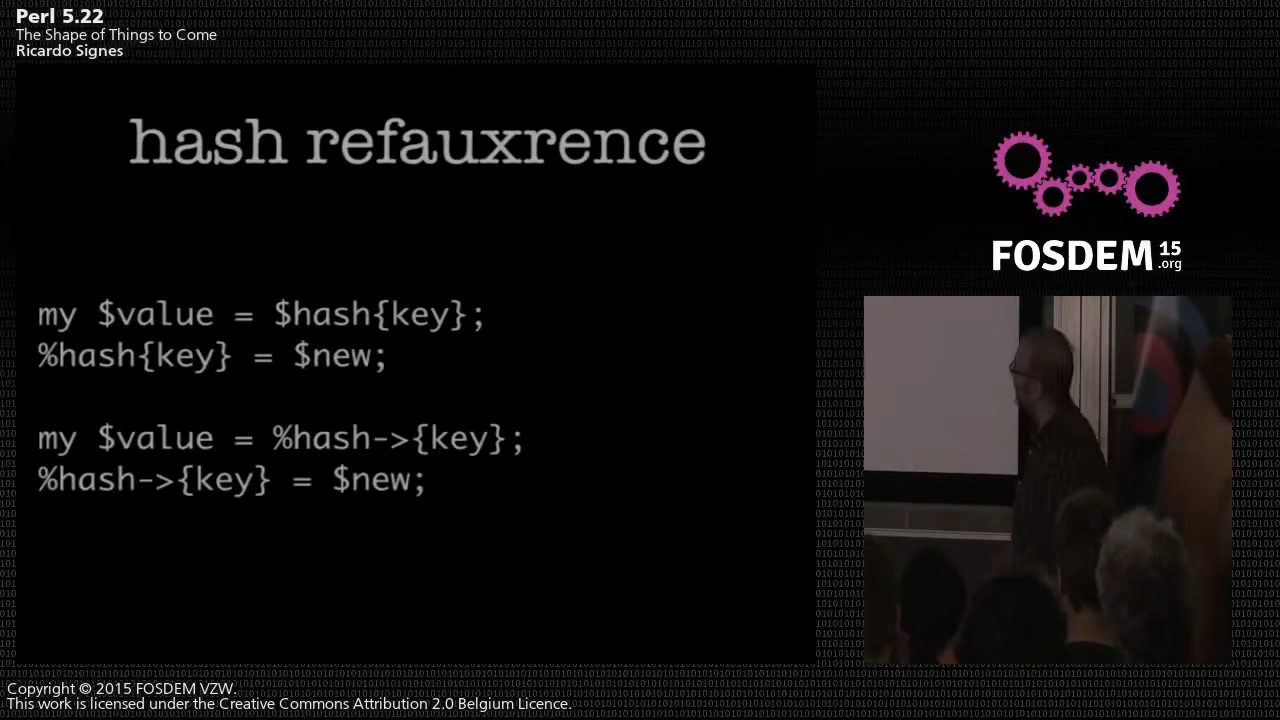 Perl 5.22
The Shape of Things to Come
Ricardo Signes
hash refauxrence
my $value = $hash{key};
%hash{key} = $new;
my $value = %hash->{key};
%hash->{key} = $new;
FOSDEM 15
.org
Copyright © 2015 FOSDEM VZW.
This work is licensed under the Creative Commons Attribution 2.0 Belgium Licence.